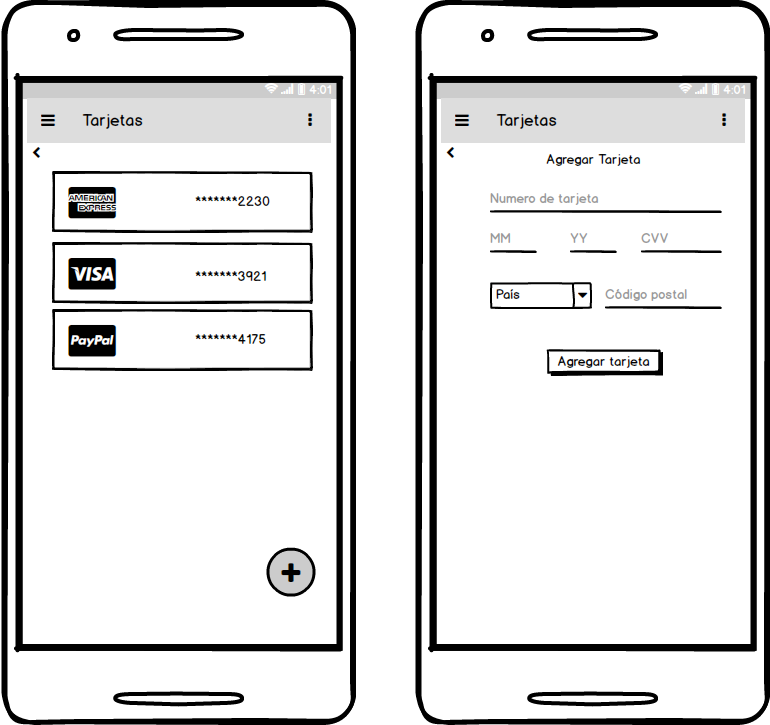 4:01
Tarjetas
AMERICAN
EXPRESS
*******2230
VISA
*******3921
PayPal
*******4175
4:01
Tarjetas
Agregar Tarjeta
Numero de tarjeta
MM YY CVV
País Código postal
Agregar tarjeta